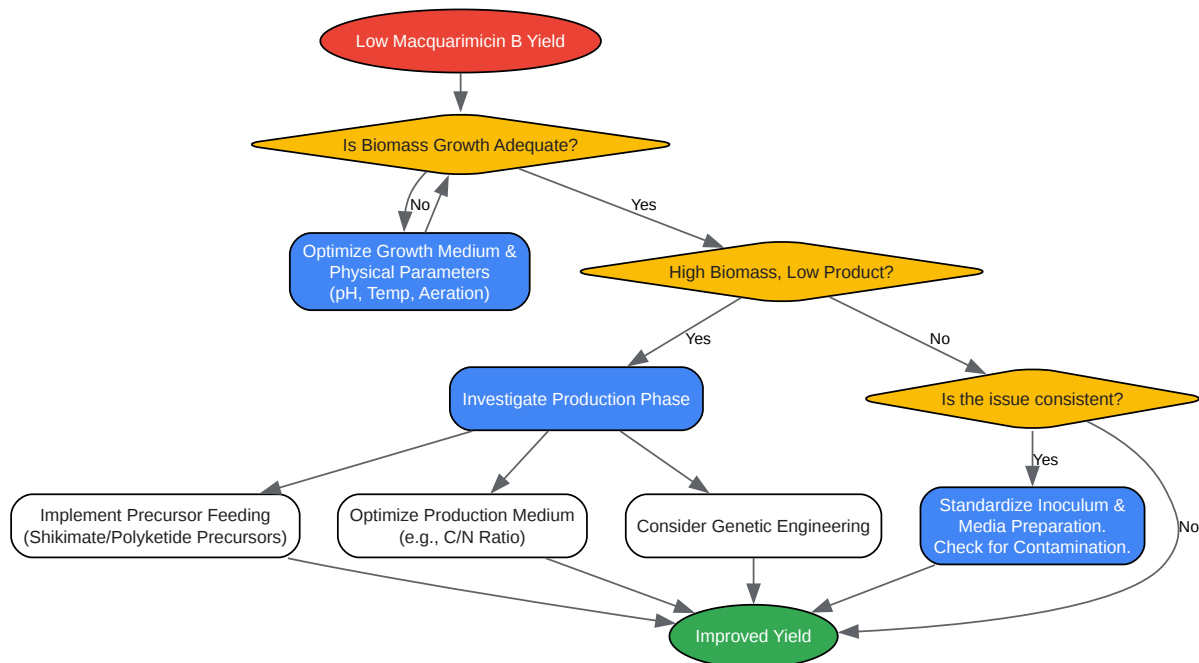 Low Macquarimicin B Yield
Is Biomass Growth Adequate?
No
Yes
Optimize Growth Medium &
Physical Parameters
(pH, Temp, Aeration)
High Biomass, Low Product?
Yes
No
Investigate Production Phase
Is the issue consistent?
Yes
No
Implement Precursor Feeding
(Shikimate/Polyketide Precursors)
Optimize Production Medium
(e.g., C/N Ratio)
Consider Genetic Engineering
Standardize Inoculum &
Media Preparation.
Check for Contamination.
Improved Yield